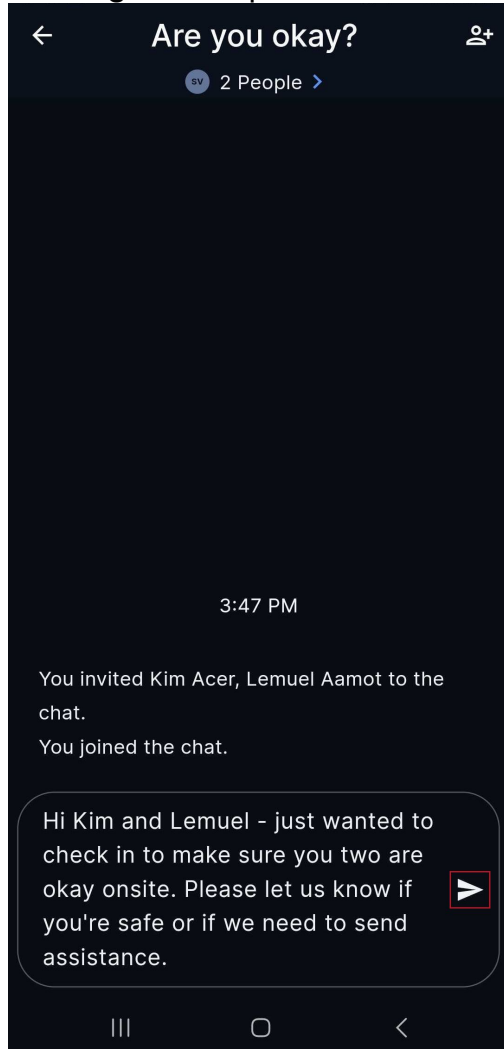 Are you okay?
SV 2 People
3:47 PM
You invited Kim Acer, Lemuel Aamot to the
chat.
You joined the chat.
Hi Kim and Lemuel - just wanted to
check in to make sure you two are
okay onsite. Please let us know if
you're safe or if we need to send
assistance.